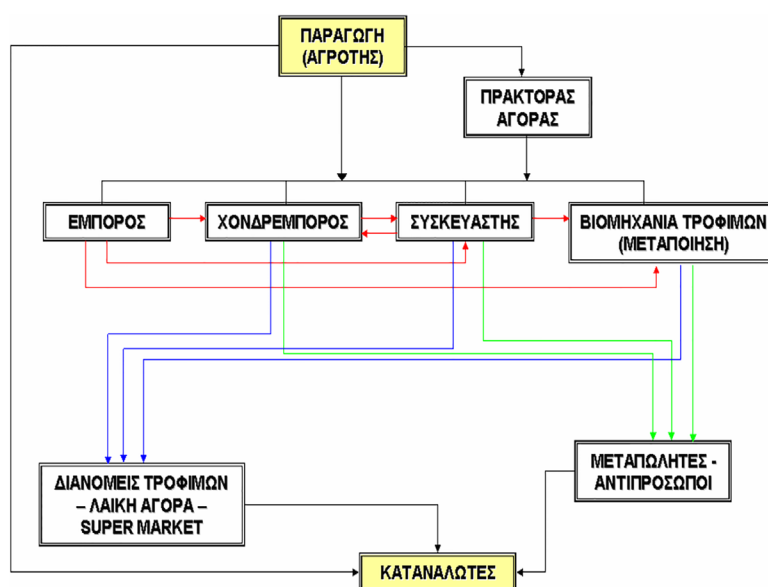 ΠΑΡΑΓΩΓΗ
(ΑΓΡΟΤΗΣ)
ΠΡΑΚΤΟΡΑΣ
ΑΓΟΡΑΣ
ΕΜΠΟΡΟΣ
ΧΟΝΔΡΕΜΠΟΡΟΣ
ΣΥΣΚΕΥΑΣΤΗΣ
ΒΙΟΜΗΧΑΝΙΑ ΤΡΟΦΙΜΩΝ
(ΜΕΤΑΠΟΙΗΣΗ)
ΔΙΑΝΟΜΕΙΣ ΤΡΟΦΙΜΩΝ
– ΛΑΙΚΗ ΑΓΟΡΑ –
SUPER MARKET
ΜΕΤΑΠΩΛΗΤΕΣ -
ΑΝΤΙΠΡΟΣΩΠΟΙ
ΚΑΤΑΝΑΛΩΤΕΣ